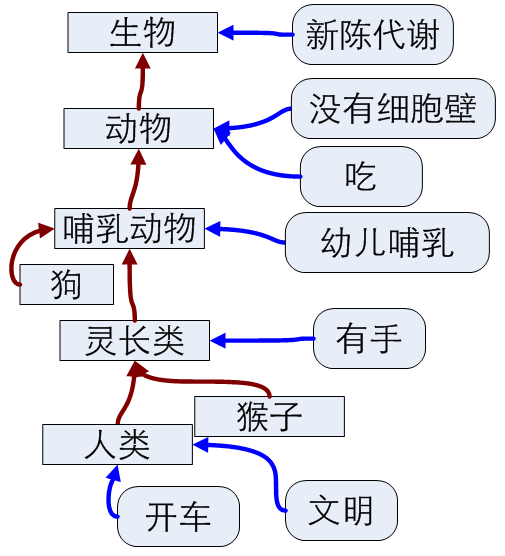 生物
新陈代谢
动物
没有细胞壁
吃
哺乳动物
幼儿哺乳
狗
灵长类
有手
猴子
人类
开车
文明